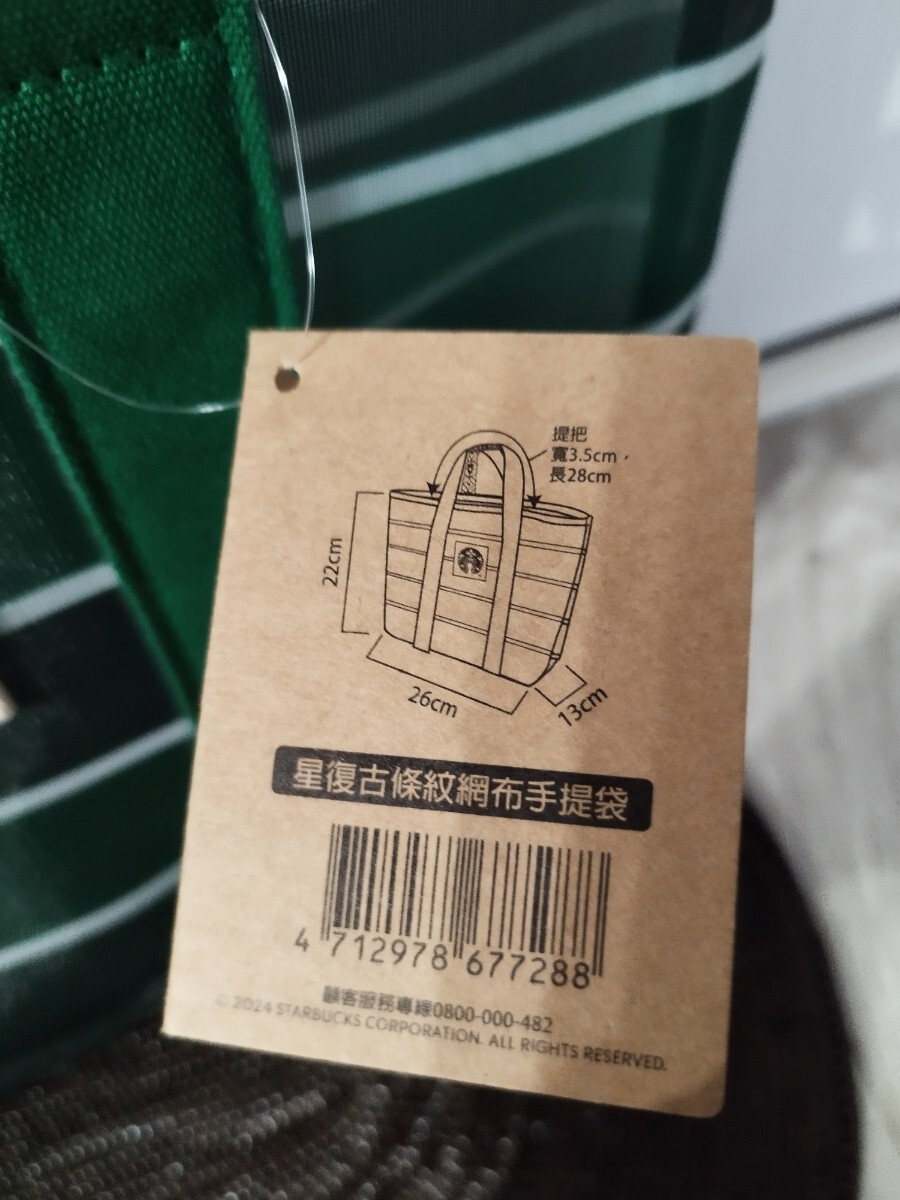 提把
寬3.5cm，
長28cm
22cm
26cm
13cm
星復古條紋網布手提袋
4 712978 677288
顧客服務專線0800-000-482
© 2024 STARBUCKS CORPORATION. ALL RIGHTS RESERVED.